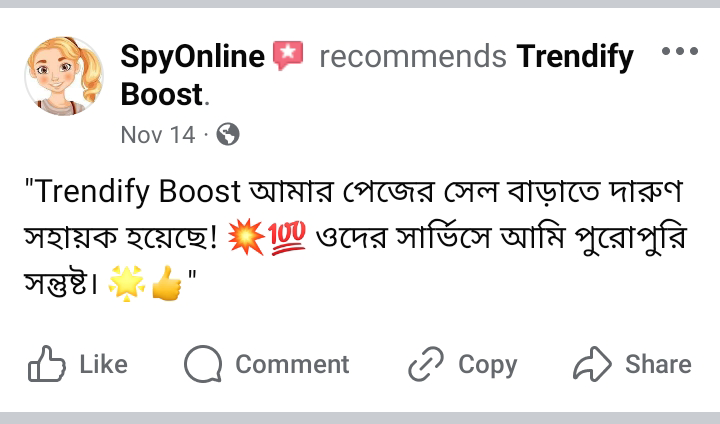 SpyOnline recommends Trendify
Boost.
Nov 14 ·
"Trendify Boost আমার পেজের সেল বাড়াতে দারুণ
সহায়ক হয়েছে! 💥💯 ওদের সার্ভিসে আমি পুরোপুরি
সন্তুষ্ট। 🌟👍"
Like Comment Copy Share